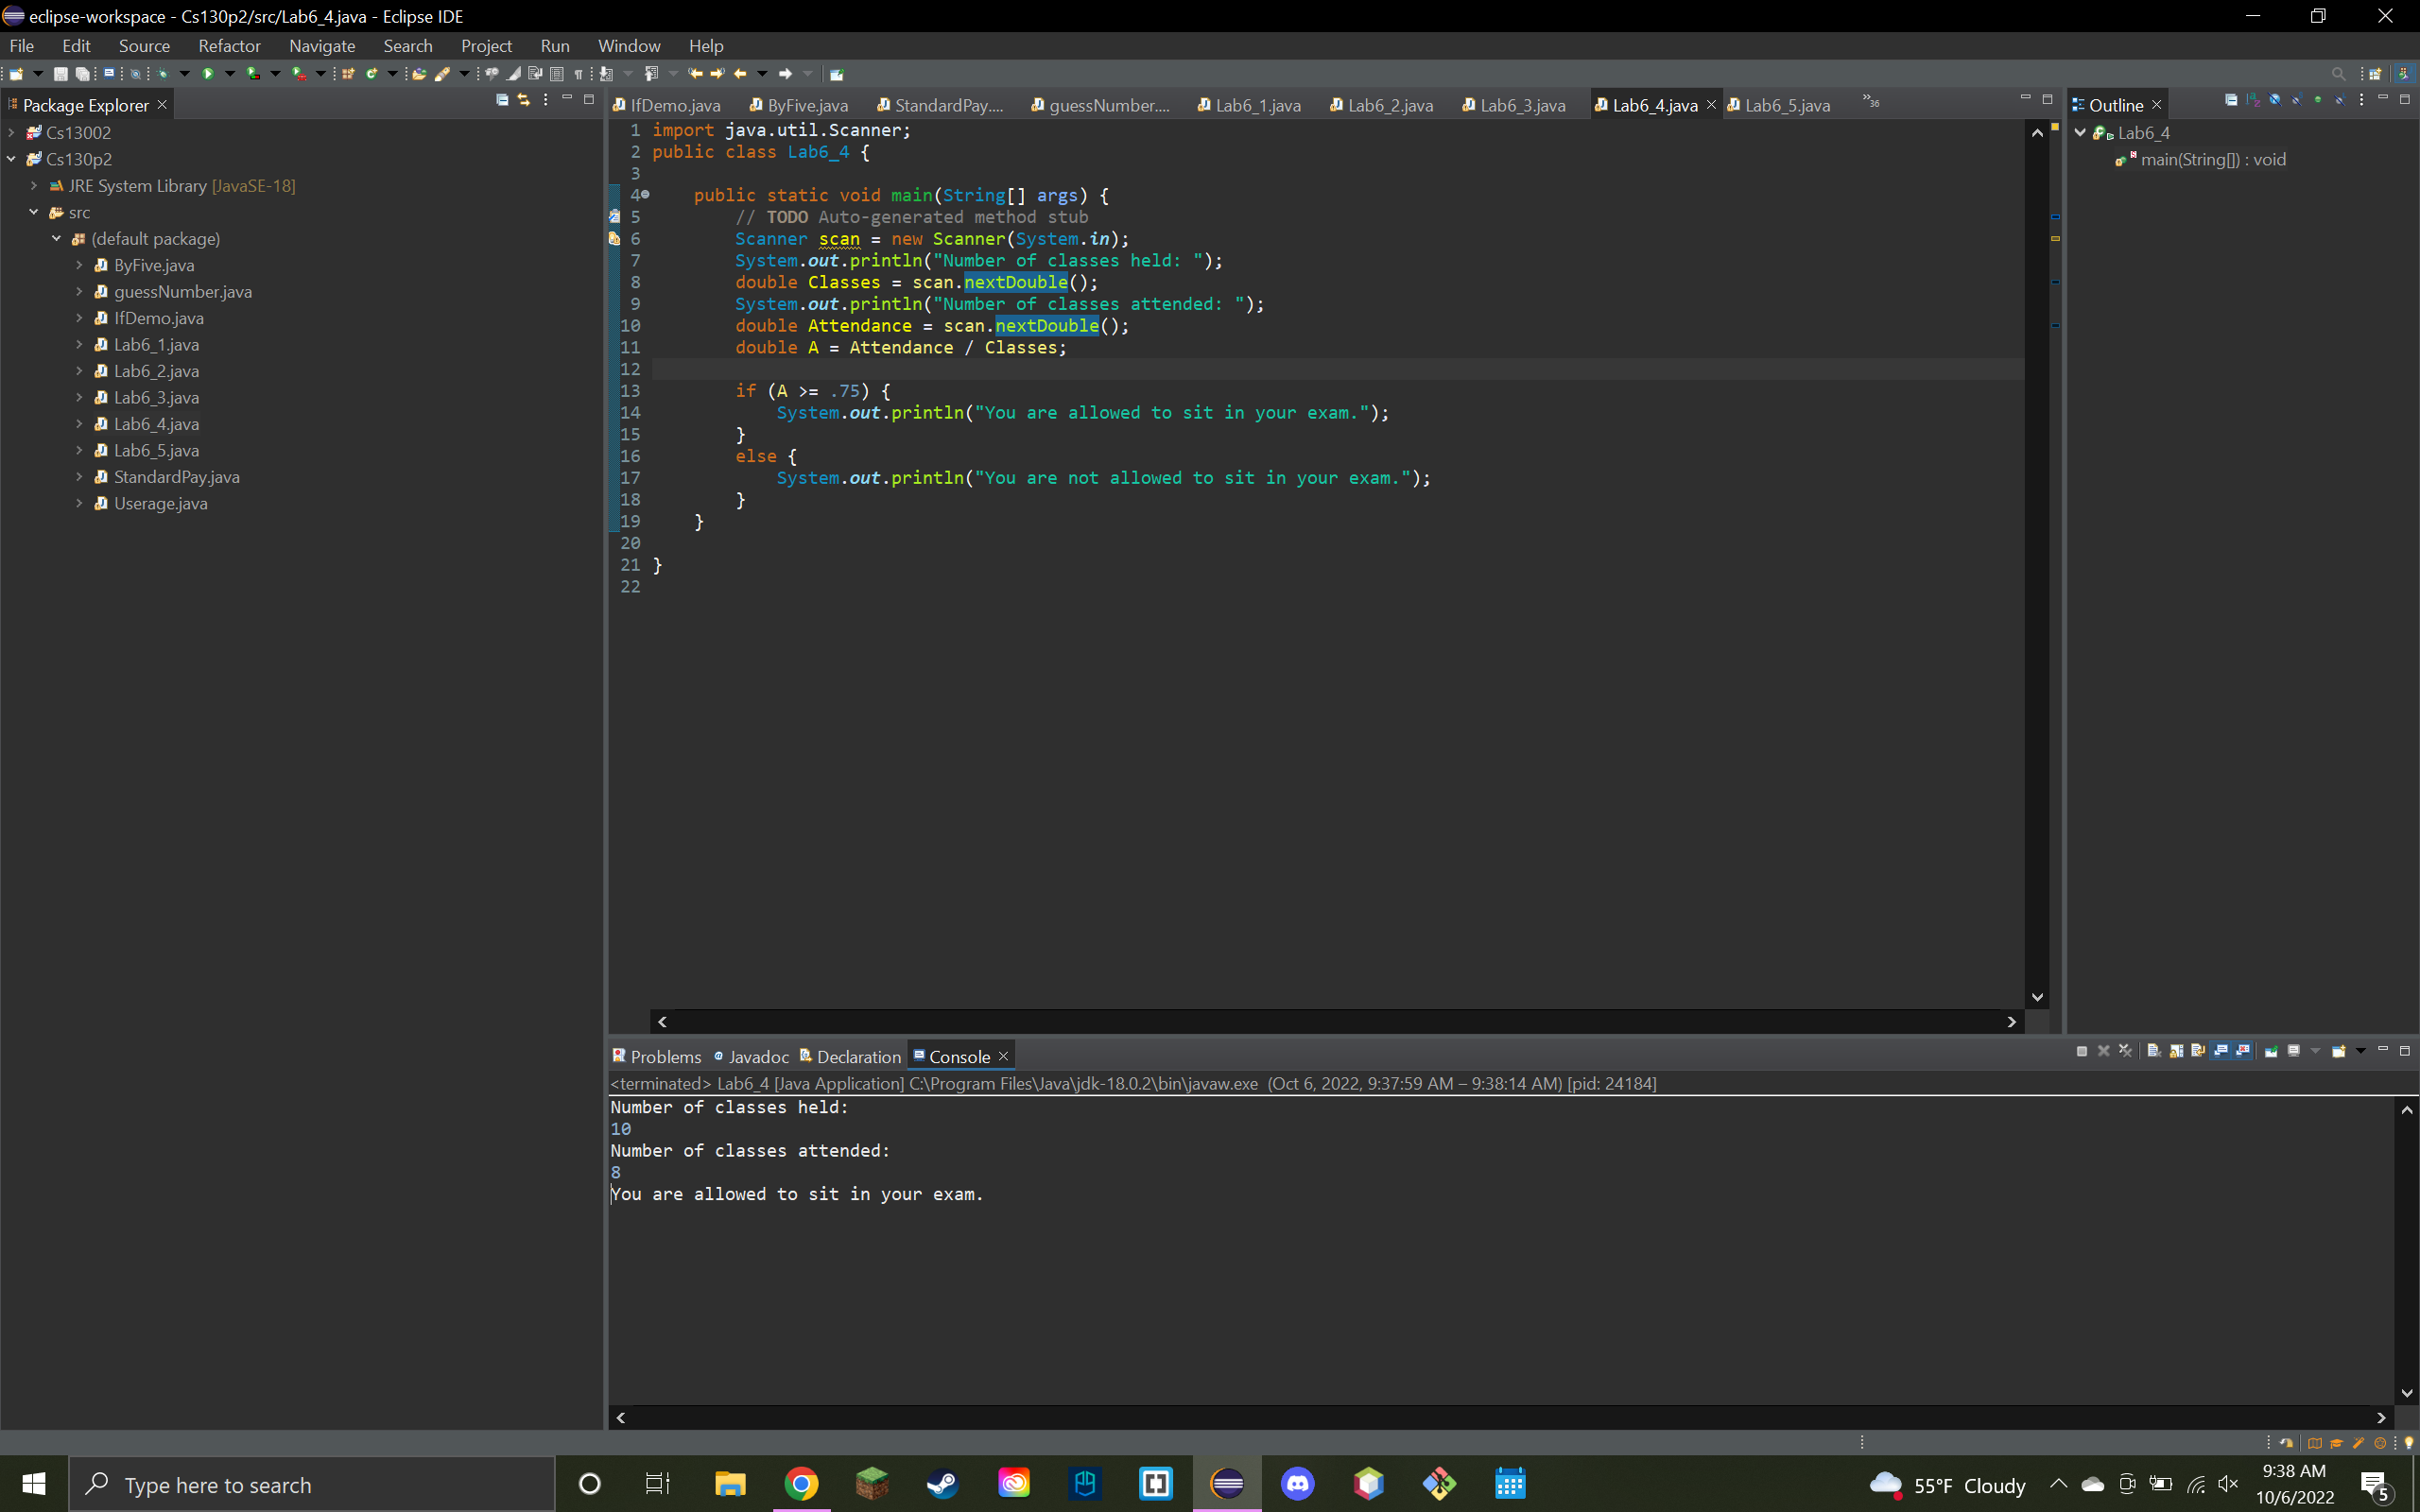 eclipse-workspace - Cs130p2/src/Lab6_4.java - Eclipse IDE
File Edit Source Refactor Navigate Search Project Run Window Help
Package Explorer
Cs13002
Cs130p2
JRE System Library [JavaSE-18]
src
(default package)
ByFive.java
guessNumber.java
IfDemo.java
Lab6_1.java
Lab6_2.java
Lab6_3.java
Lab6_4.java
Lab6_5.java
StandardPay.java
Userage.java
IfDemo.java ByFive.java StandardPay.... guessNumber.... Lab6_1.java Lab6_2.java Lab6_3.java Lab6_4.java Lab6_5.java »36
1 import java.util.Scanner;
2 public class Lab6_4 {
3
4 public static void main(String[] args) {
5 // TODO Auto-generated method stub
6 Scanner scan = new Scanner(System.in);
7 System.out.println("Number of classes held: ");
8 double Classes = scan.nextDouble();
9 System.out.println("Number of classes attended: ");
10 double Attendance = scan.nextDouble();
11 double A = Attendance / Classes;
12
13 if (A >= .75) {
14 System.out.println("You are allowed to sit in your exam.");
15 }
16 else {
17 System.out.println("You are not allowed to sit in your exam.");
18 }
19 }
20
21 }
22
Outline
Lab6_4
main(String[]) : void
Problems Javadoc Declaration Console
<terminated> Lab6_4 [Java Application] C:\Program Files\Java\jdk-18.0.2\bin\javaw.exe (Oct 6, 2022, 9:37:59 AM – 9:38:14 AM) [pid: 24184]
Number of classes held:
10
Number of classes attended:
8
You are allowed to sit in your exam.
Type here to search
55°F Cloudy
9:38 AM
10/6/2022
5